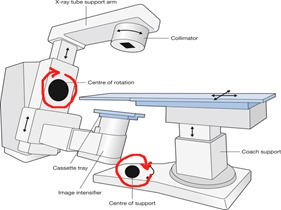 X-ray tube support arm
Collimator
Centre of rotation
Cassette tray
Image intensifier
Centre of support
Coach support